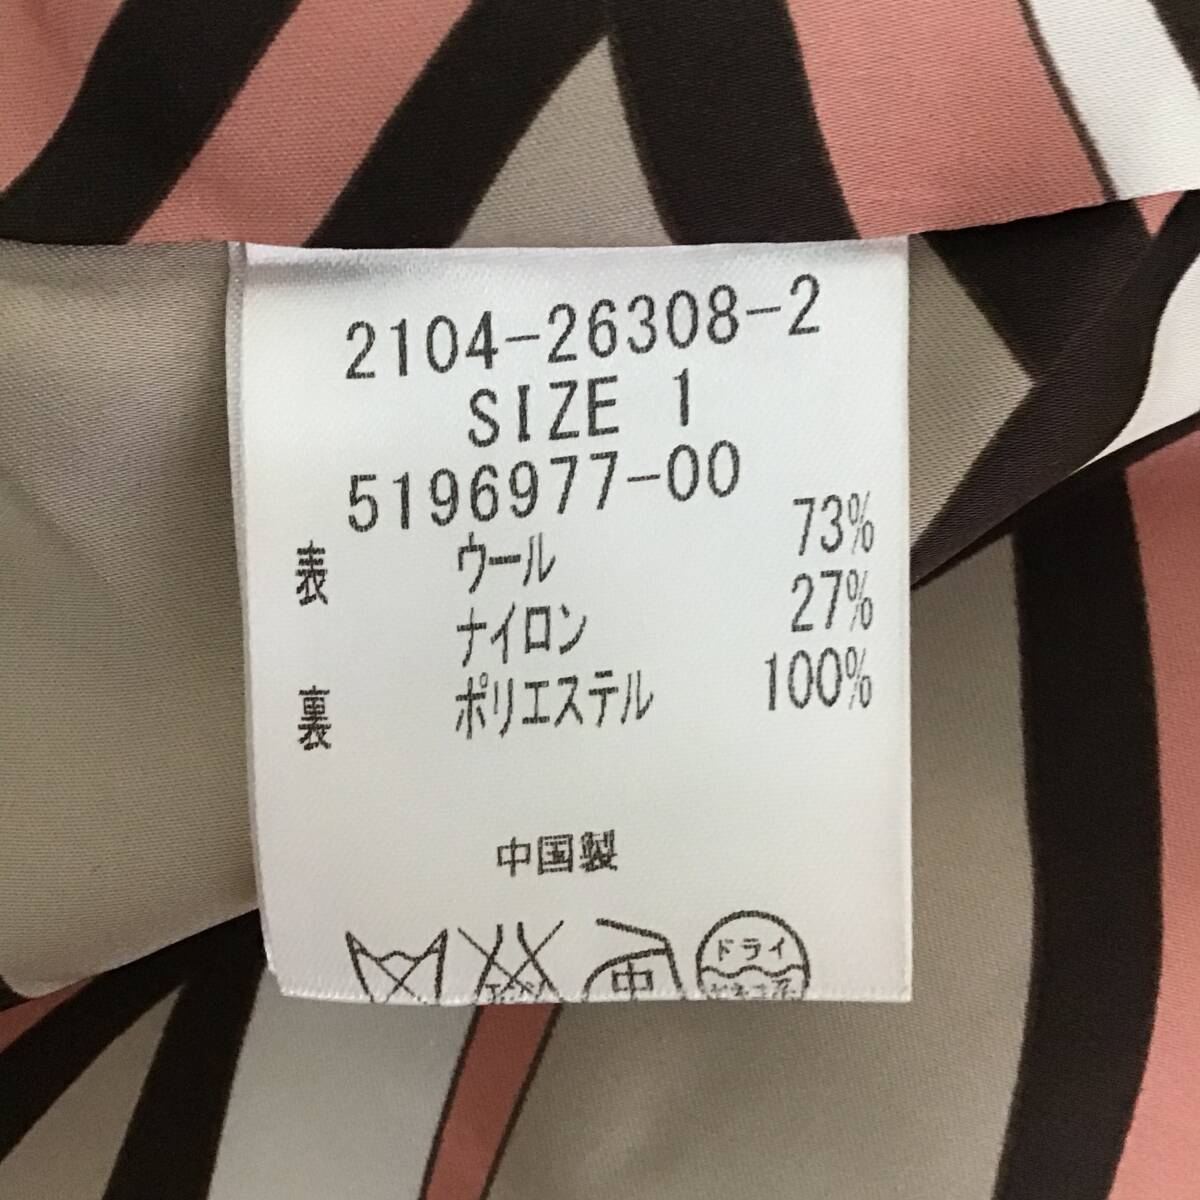 2104-26308-2
SIZE 1
5196977-00
表 ウール 73%
ナイロン 27%
裏 ポリエステル 100%
中国製
中
ドライ